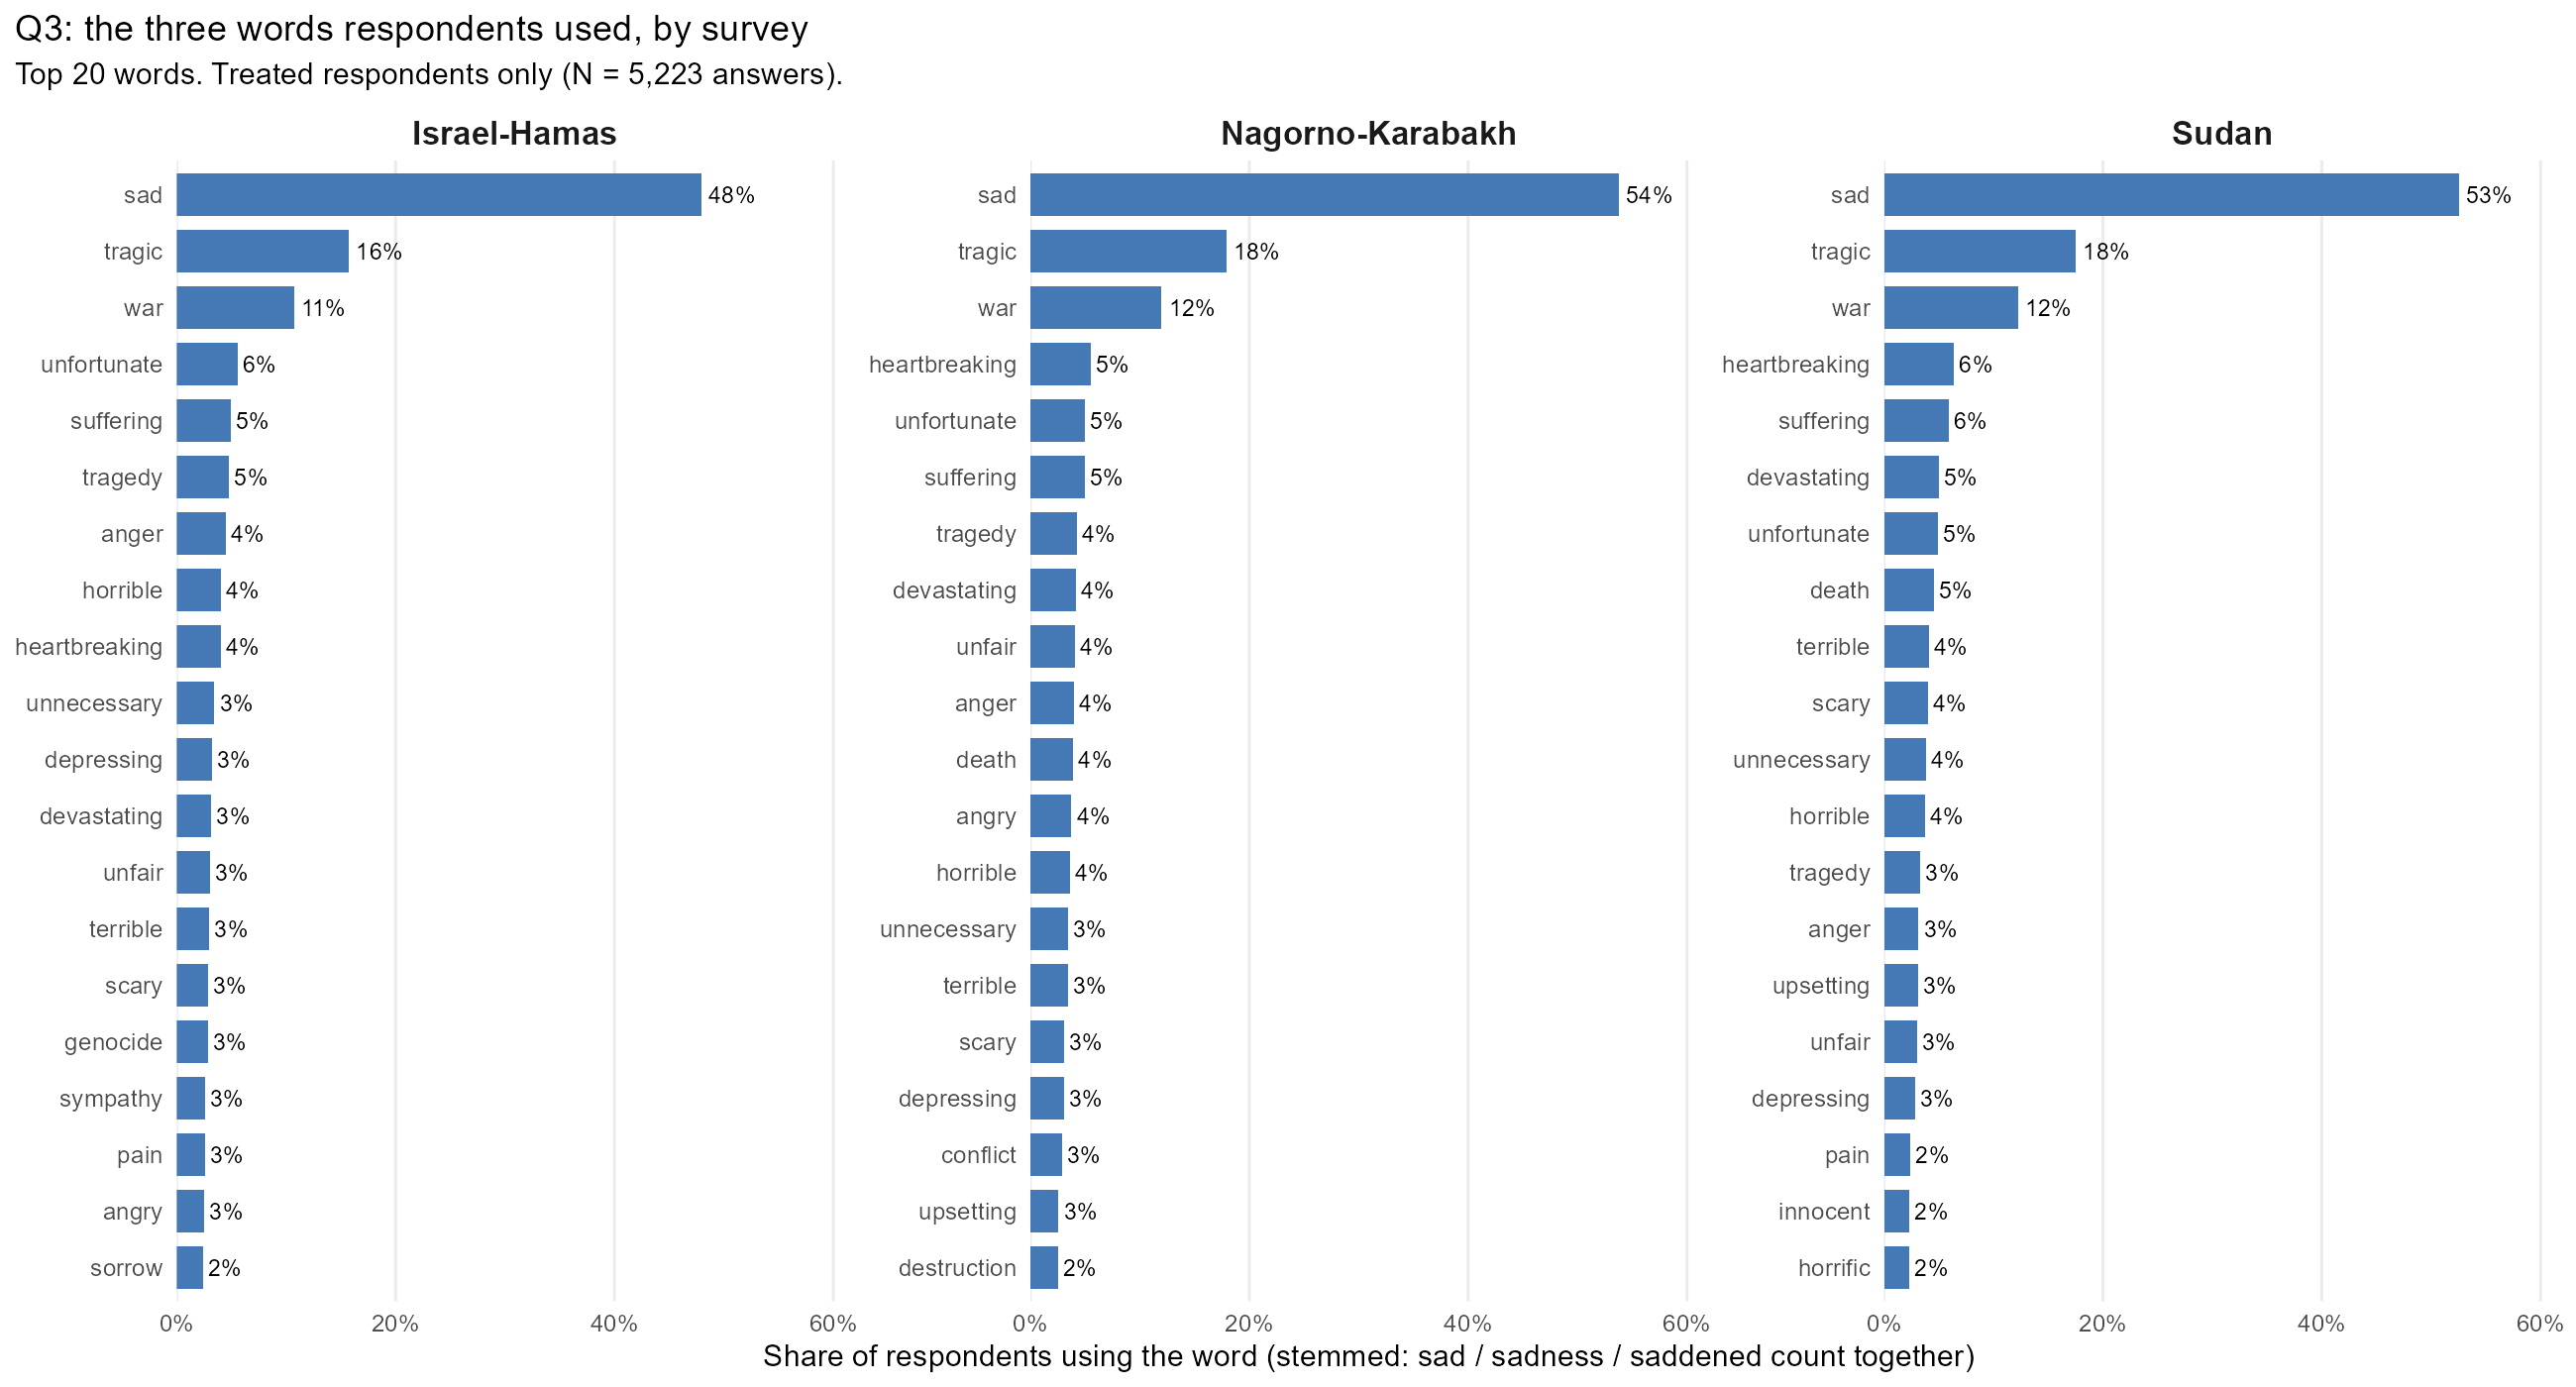 Q3: the three words respondents used, by survey
Top 20 words. Treated respondents only (N = 5,223 answers).
Israel-Hamas
sad 48%
tragic 16%
war 11%
unfortunate 6%
suffering 5%
tragedy 5%
anger 4%
horrible 4%
heartbreaking 4%
unnecessary 3%
depressing 3%
devastating 3%
unfair 3%
terrible 3%
scary 3%
genocide 3%
sympathy 3%
pain 3%
angry 3%
sorrow 2%
0% 20% 40% 60%
Nagorno-Karabakh
sad 54%
tragic 18%
war 12%
heartbreaking 5%
unfortunate 5%
suffering 5%
tragedy 4%
devastating 4%
unfair 4%
anger 4%
death 4%
angry 4%
horrible 4%
unnecessary 3%
terrible 3%
scary 3%
depressing 3%
conflict 3%
upsetting 3%
destruction 2%
0% 20% 40% 60%
Sudan
sad 53%
tragic 18%
war 12%
heartbreaking 6%
suffering 6%
devastating 5%
unfortunate 5%
death 5%
terrible 4%
scary 4%
unnecessary 4%
horrible 4%
tragedy 3%
anger 3%
upsetting 3%
unfair 3%
depressing 3%
pain 2%
innocent 2%
horrific 2%
0% 20% 40% 60%
Share of respondents using the word (stemmed: sad / sadness / saddened count together)